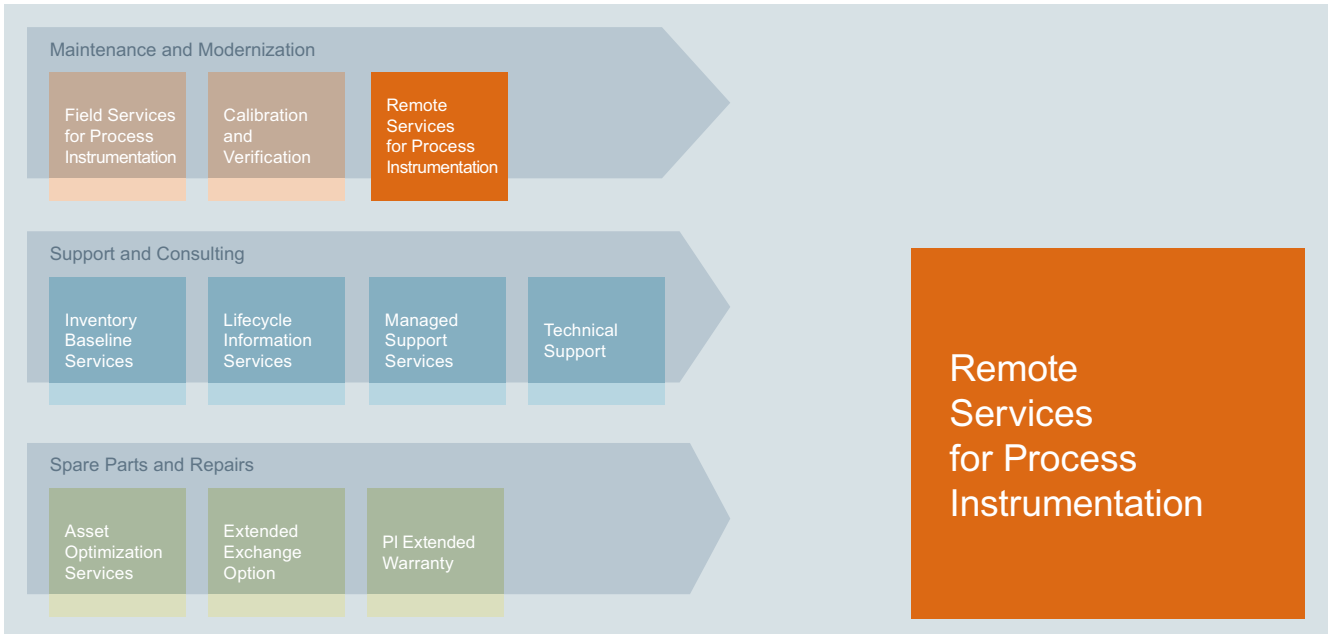 Maintenance and Modernization
Field Services
for Process
Instrumentation
Calibration
and
Verification
Remote
Services
for Process
Instrumentation
Support and Consulting
Inventory
Baseline
Services
Lifecycle
Information
Services
Managed
Support
Services
Technical
Support
Spare Parts and Repairs
Asset
Optimization
Services
Extended
Exchange
Option
PI Extended
Warranty
Remote
Services
for Process
Instrumentation